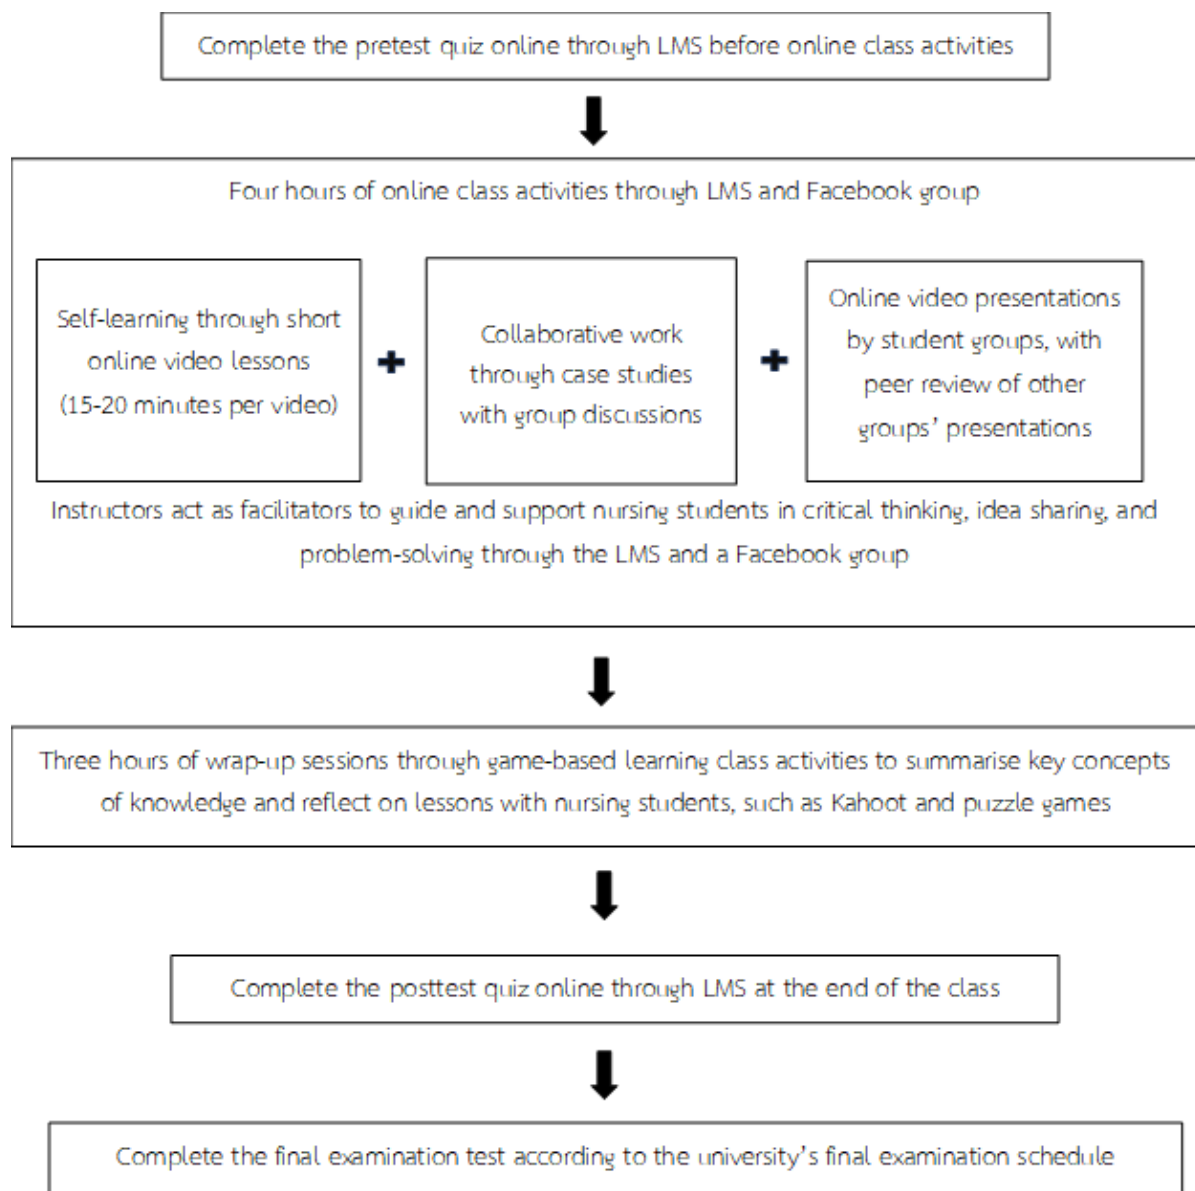 Complete the pretest quiz online through LMS before online class activities
Four hours of online class activities through LMS and Facebook group
Self-learning through short
online video lessons
(15-20 minutes per video)
Collaborative work
through case studies
with group discussions
Online video presentations
by student groups, with
peer review of other
groups’ presentations
Instructors act as facilitators to guide and support nursing students in critical thinking, idea sharing, and
problem-solving through the LMS and a Facebook group
Three hours of wrap-up sessions through game-based learning class activities to summarise key concepts
of knowledge and reflect on lessons with nursing students, such as Kahoot and puzzle games
Complete the posttest quiz online through LMS at the end of the class
Complete the final examination test according to the university’s final examination schedule